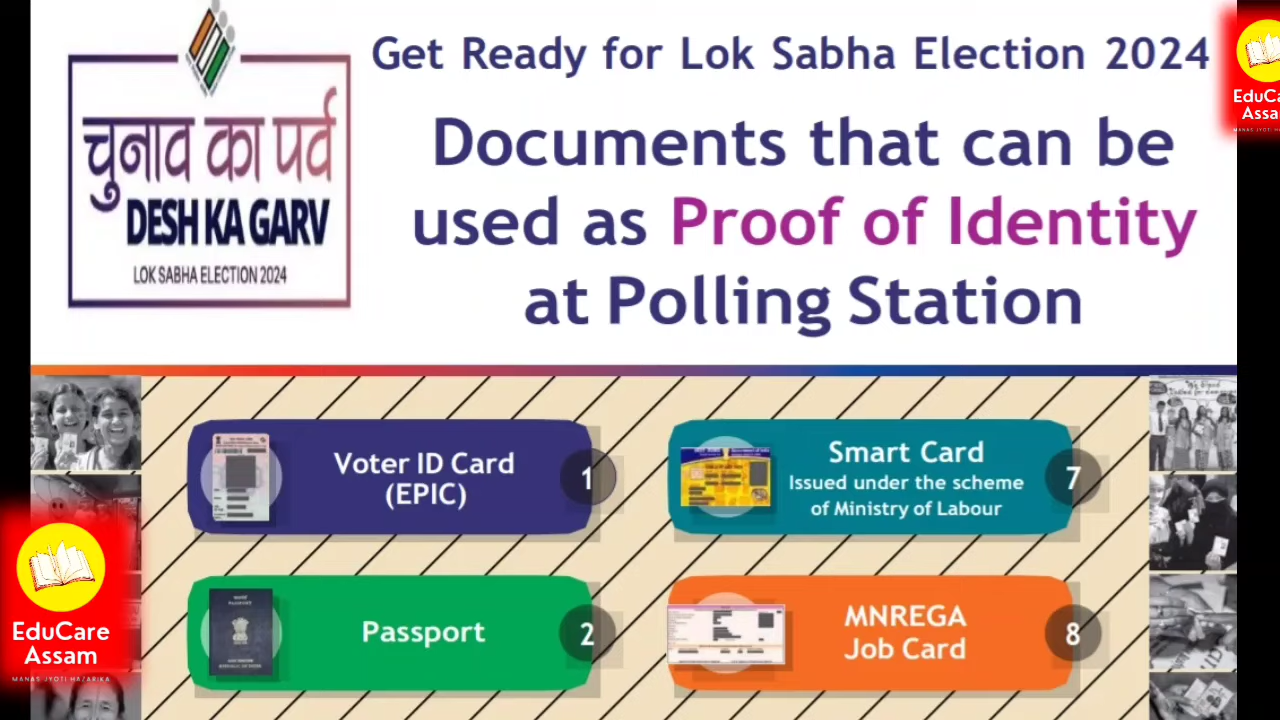 चुनाव का पर्व
DESH KA GARV
LOK SABHA ELECTION 2024
Get Ready for Lok Sabha Election 2024
Documents that can be
used as Proof of Identity
at Polling Station
EduCa
Assa
Voter ID Card
(EPIC)
1
Smart Card
Issued under the scheme
of Ministry of Labour
7
Passport
2
MNREGA
Job Card
8
EduCare
Assam
MANAS JYOTI HAZARIKA